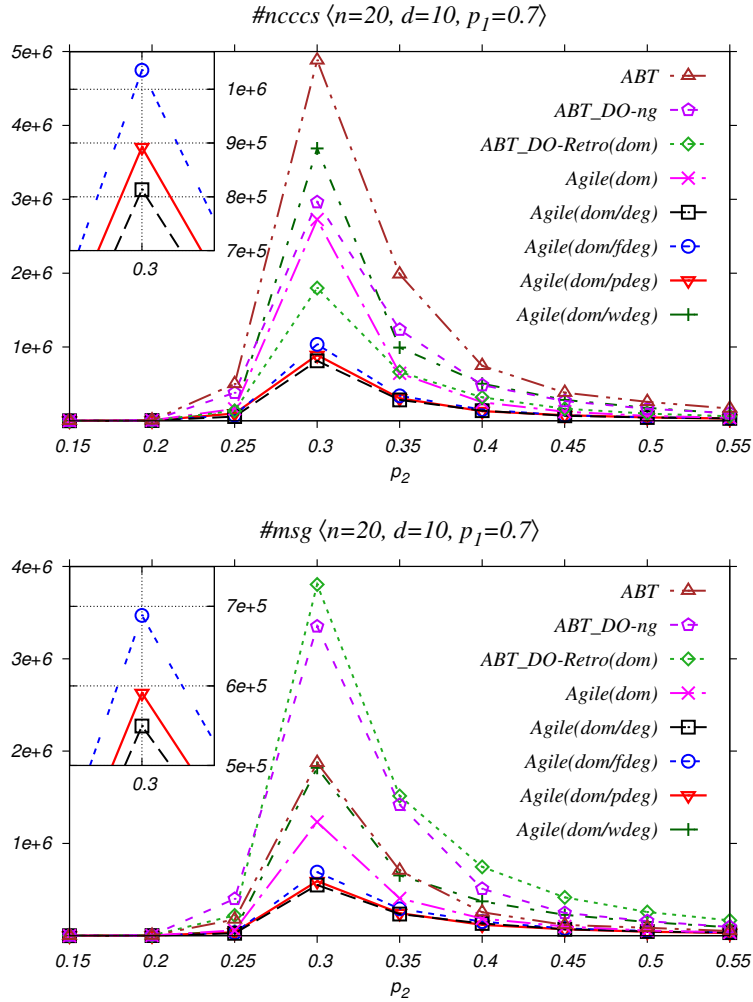 #ncccs ⟨n=20, d=10, p1=0.7⟩
5e+6
4e+6
3e+6
2e+6
1e+6
1e+6
9e+5
8e+5
7e+5
0.3
ABT
ABT_DO-ng
ABT_DO-Retro(dom)
Agile(dom)
Agile(dom/deg)
Agile(dom/fdeg)
Agile(dom/pdeg)
Agile(dom/wdeg)
0.15 0.2 0.25 0.3 0.35 0.4 0.45 0.5 0.55
p2
#msg ⟨n=20, d=10, p1=0.7⟩
4e+6
3e+6
2e+6
1e+6
7e+5
6e+5
5e+5
0.3
ABT
ABT_DO-ng
ABT_DO-Retro(dom)
Agile(dom)
Agile(dom/deg)
Agile(dom/fdeg)
Agile(dom/pdeg)
Agile(dom/wdeg)
0.15 0.2 0.25 0.3 0.35 0.4 0.45 0.5 0.55
p2